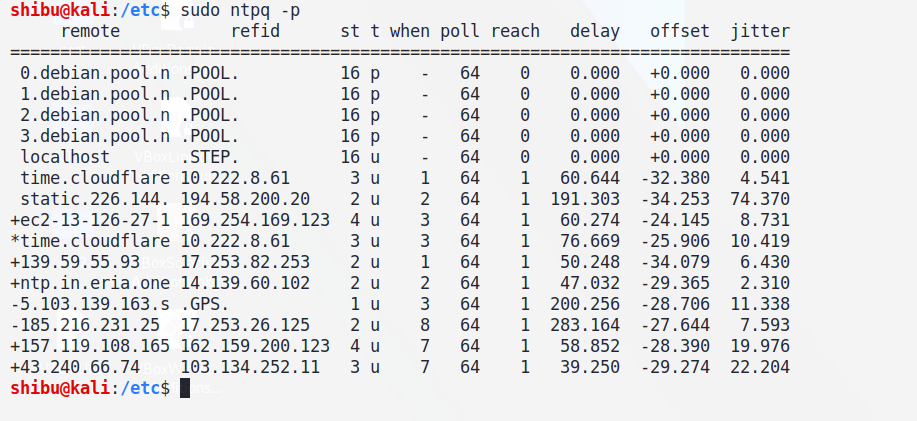 shibu@kali:/etc$ sudo ntpq -p
     remote           refid      st t when poll reach   delay   offset  jitter
==============================================================================
 0.debian.pool.n .POOL.          16 p    -   64    0    0.000   +0.000   0.000
 1.debian.pool.n .POOL.          16 p    -   64    0    0.000   +0.000   0.000
 2.debian.pool.n .POOL.          16 p    -   64    0    0.000   +0.000   0.000
 3.debian.pool.n .POOL.          16 p    -   64    0    0.000   +0.000   0.000
 localhost       .STEP.          16 u    -   64    0    0.000   +0.000   0.000
 time.cloudflare 10.222.8.61      3 u    1   64    1   60.644  -32.380   4.541
 static.226.144. 194.58.200.20    2 u    2   64    1  191.303  -34.253  74.370
+ec2-13-126-27-1 169.254.169.123  4 u    3   64    1   60.274  -24.145   8.731
*time.cloudflare 10.222.8.61      3 u    3   64    1   76.669  -25.906  10.419
+139.59.55.93    17.253.82.253    2 u    1   64    1   50.248  -34.079   6.430
+ntp.in.eria.one 14.139.60.102    2 u    2   64    1   47.032  -29.365   2.310
-5.103.139.163.s .GPS.            1 u    3   64    1  200.256  -28.706  11.338
-185.216.231.25  17.253.26.125    2 u    8   64    1  283.164  -27.644   7.593
+157.119.108.165 162.159.200.123  4 u    7   64    1   58.852  -28.390  19.976
+43.240.66.74    103.134.252.11   3 u    7   64    1   39.250  -29.274  22.204
shibu@kali:/etc$